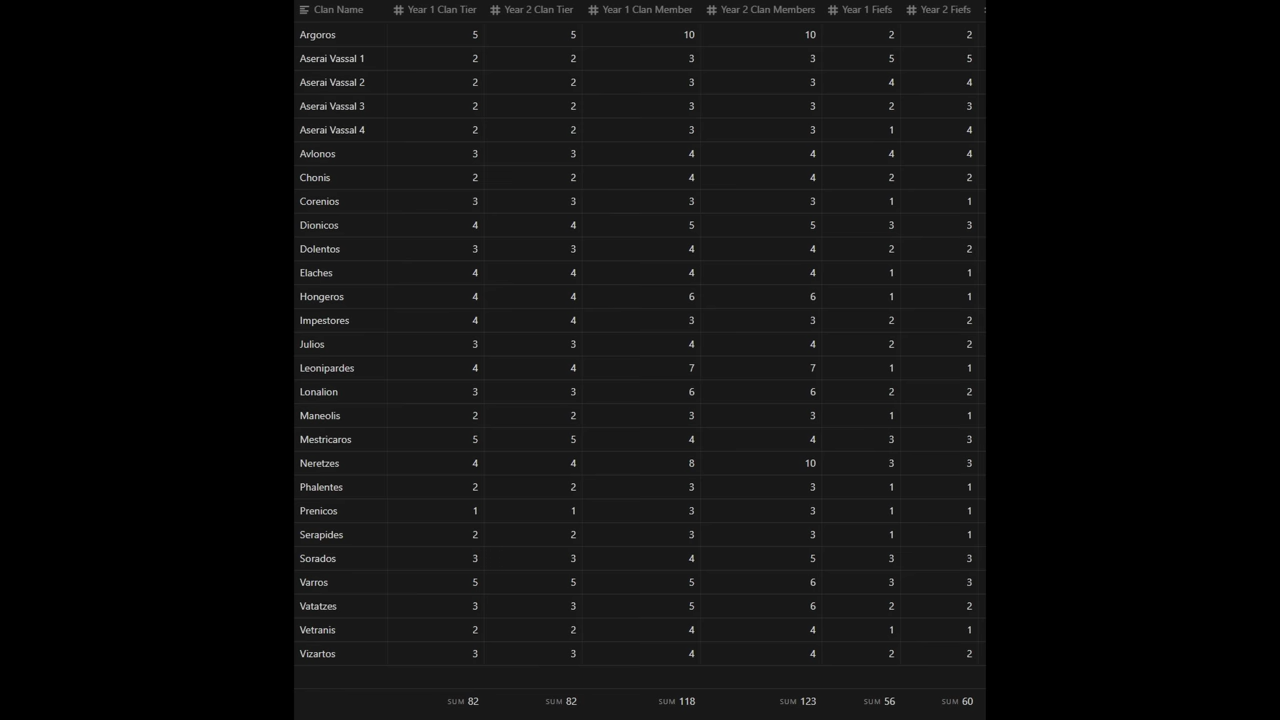 Clan Name # Year 1 Clan Tier # Year 2 Clan Tier # Year 1 Clan Member # Year 2 Clan Members # Year 1 Fiefs # Year 2 Fiefs
Argoros 5 5 10 10 2 2
Aserai Vassal 1 2 2 3 3 5 5
Aserai Vassal 2 2 2 3 3 4 4
Aserai Vassal 3 2 2 3 3 2 3
Aserai Vassal 4 2 2 3 3 1 4
Avlonos 3 3 4 4 4 4
Chonis 2 2 4 4 2 2
Corenios 3 3 3 3 1 1
Dionicos 4 4 5 5 3 3
Dolentos 3 3 4 4 2 2
Elaches 4 4 4 4 1 1
Hongeros 4 4 6 6 1 1
Impestores 4 4 3 3 2 2
Julios 3 3 4 4 2 2
Leonipardes 4 4 7 7 1 1
Lonalion 3 3 6 6 2 2
Maneolis 2 2 3 3 1 1
Mestricaros 5 5 4 4 3 3
Neretzes 4 4 8 10 3 3
Phalentes 2 2 3 3 1 1
Prenicos 1 1 3 3 1 1
Serapides 2 2 3 3 1 1
Sorados 3 3 4 5 3 3
Varros 5 5 5 6 3 3
Vatatzes 3 3 5 6 2 2
Vetranis 2 2 4 4 1 1
Vizartos 3 3 4 4 2 2
SUM 82 SUM 82 SUM 118 SUM 123 SUM 56 SUM 60